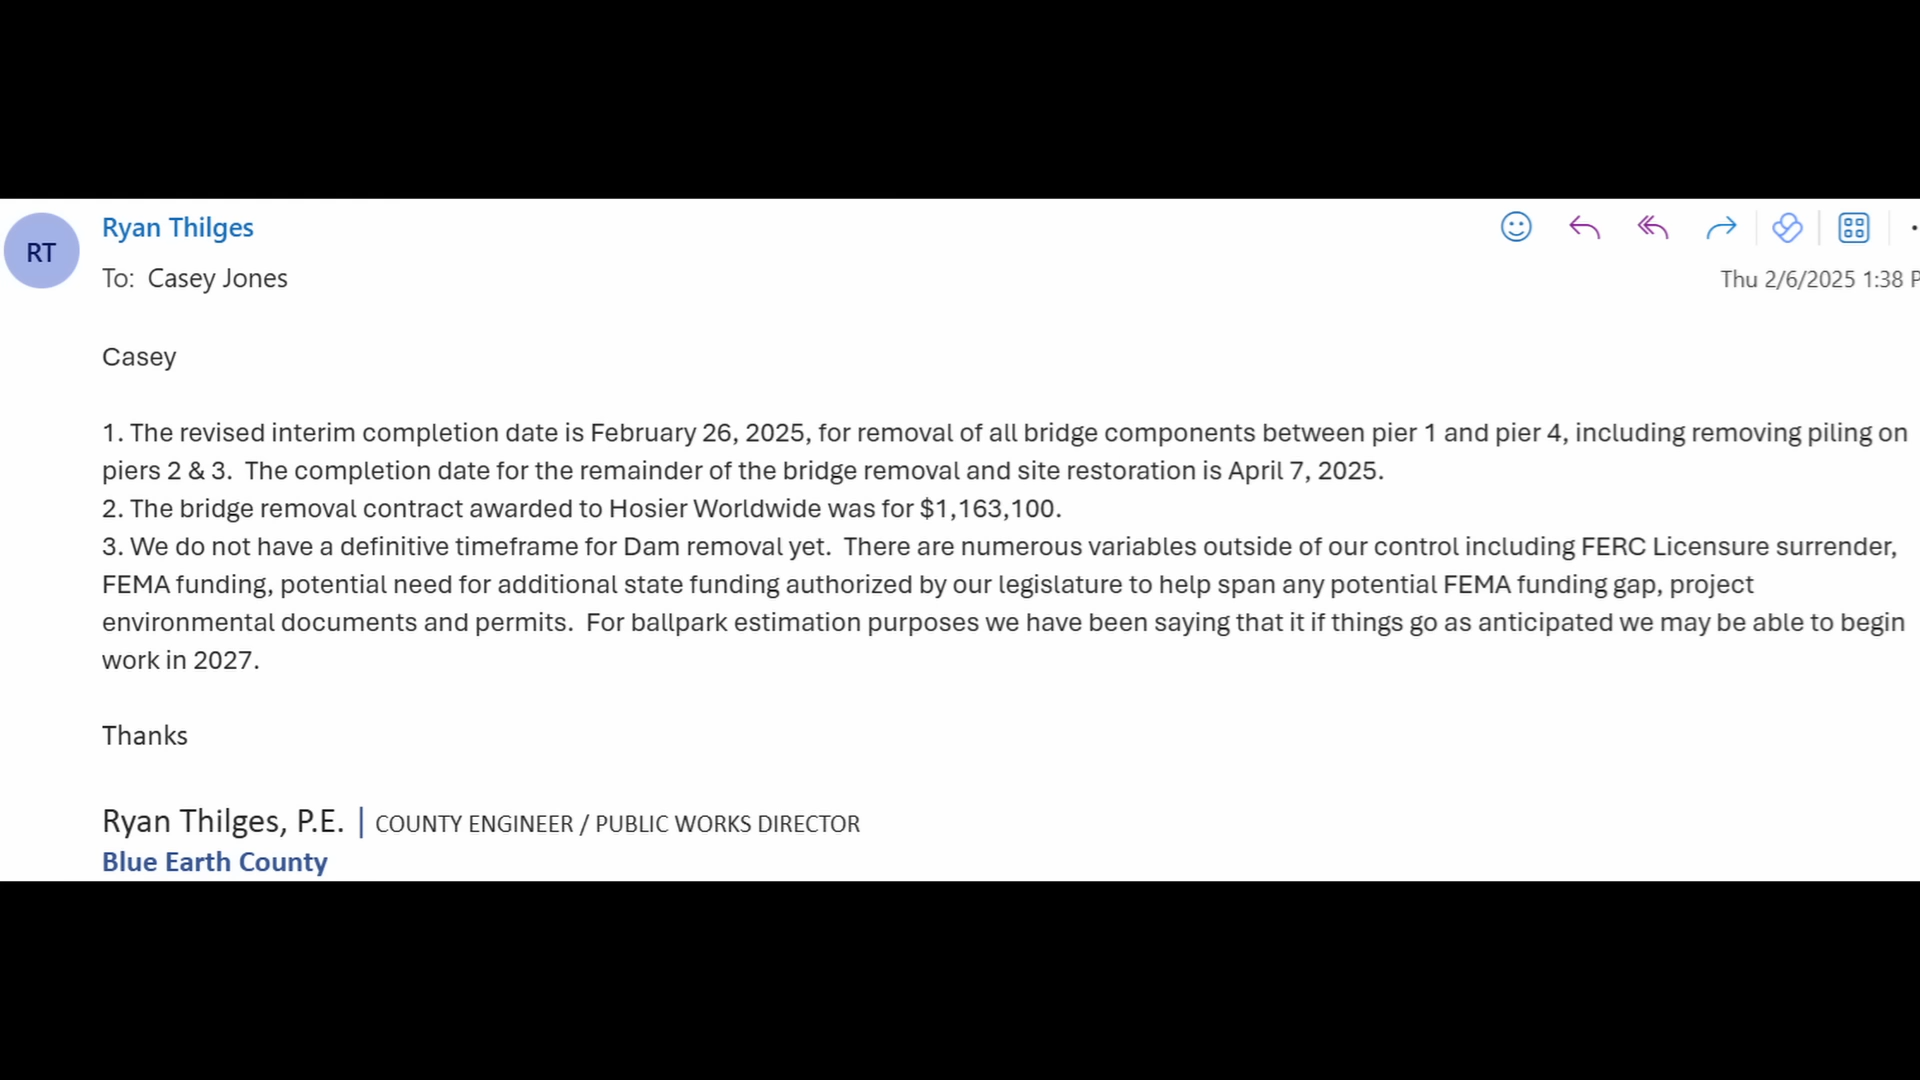 Ryan Thilges
RT
To: Casey Jones
Thu 2/6/2025 1:38 P
Casey
1. The revised interim completion date is February 26, 2025, for removal of all bridge components between pier 1 and pier 4, including removing piling on
piers 2 & 3.  The completion date for the remainder of the bridge removal and site restoration is April 7, 2025.
2. The bridge removal contract awarded to Hosier Worldwide was for $1,163,100.
3. We do not have a definitive timeframe for Dam removal yet.  There are numerous variables outside of our control including FERC Licensure surrender,
FEMA funding, potential need for additional state funding authorized by our legislature to help span any potential FEMA funding gap, project
environmental documents and permits.  For ballpark estimation purposes we have been saying that it if things go as anticipated we may be able to begin
work in 2027.
Thanks
Ryan Thilges, P.E. | COUNTY ENGINEER / PUBLIC WORKS DIRECTOR
Blue Earth County